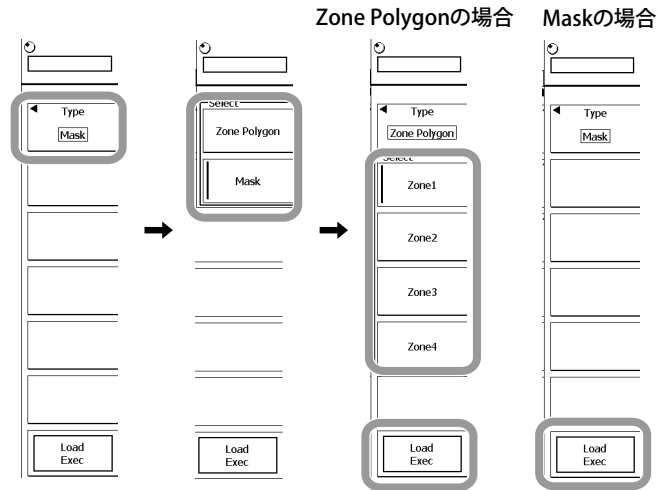 Zone Polygonの場合
Maskの場合
Type
Mask
Load
Exec
Select
Zone Polygon
Mask
Load
Exec
Type
Zone Polygon
Select
Zone1
Zone2
Zone3
Zone4
Load
Exec
Type
Mask
Load
Exec